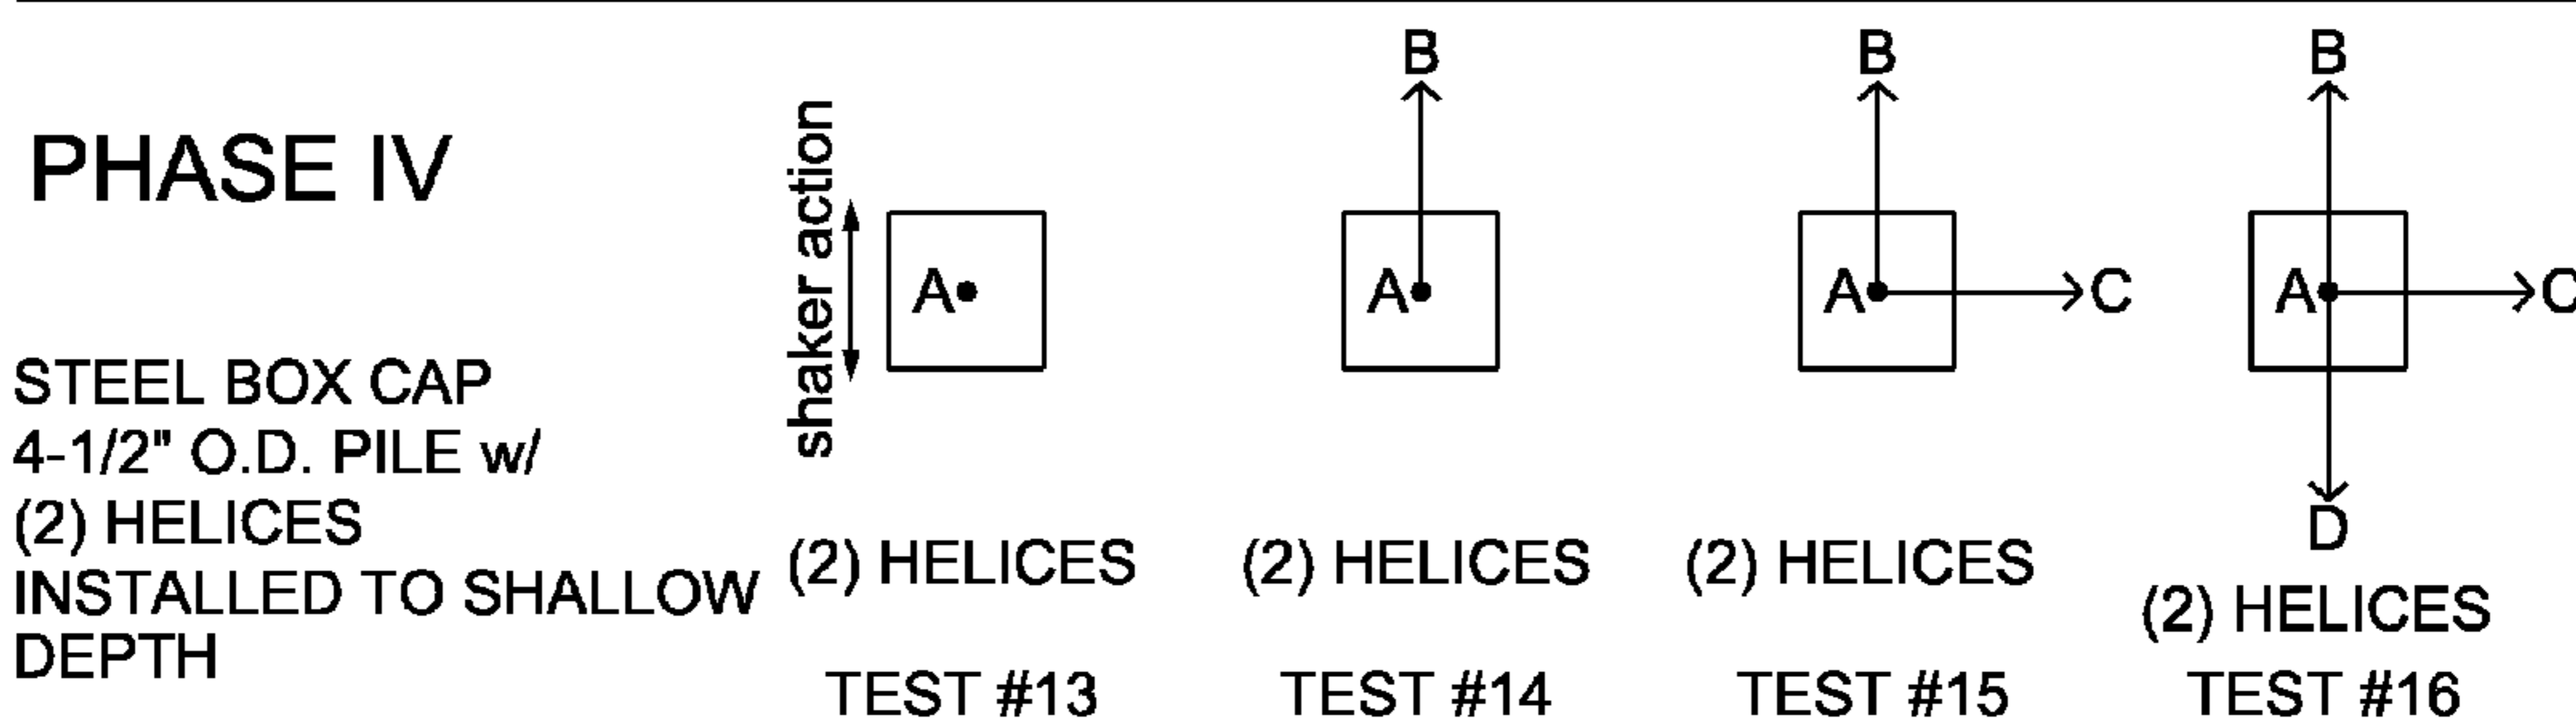 PHASE IV
STEEL BOX CAP
4-1/2" O.D. PILE w/
(2) HELICES
INSTALLED TO SHALLOW
DEPTH
shaker action
A
(2) HELICES
TEST #13
B
A
(2) HELICES
TEST #14
B
A
C
(2) HELICES
TEST #15
B
A
C
D
(2) HELICES
TEST #16